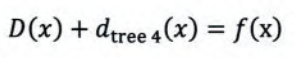 D(x) + d_tree 4(x) = f(x)